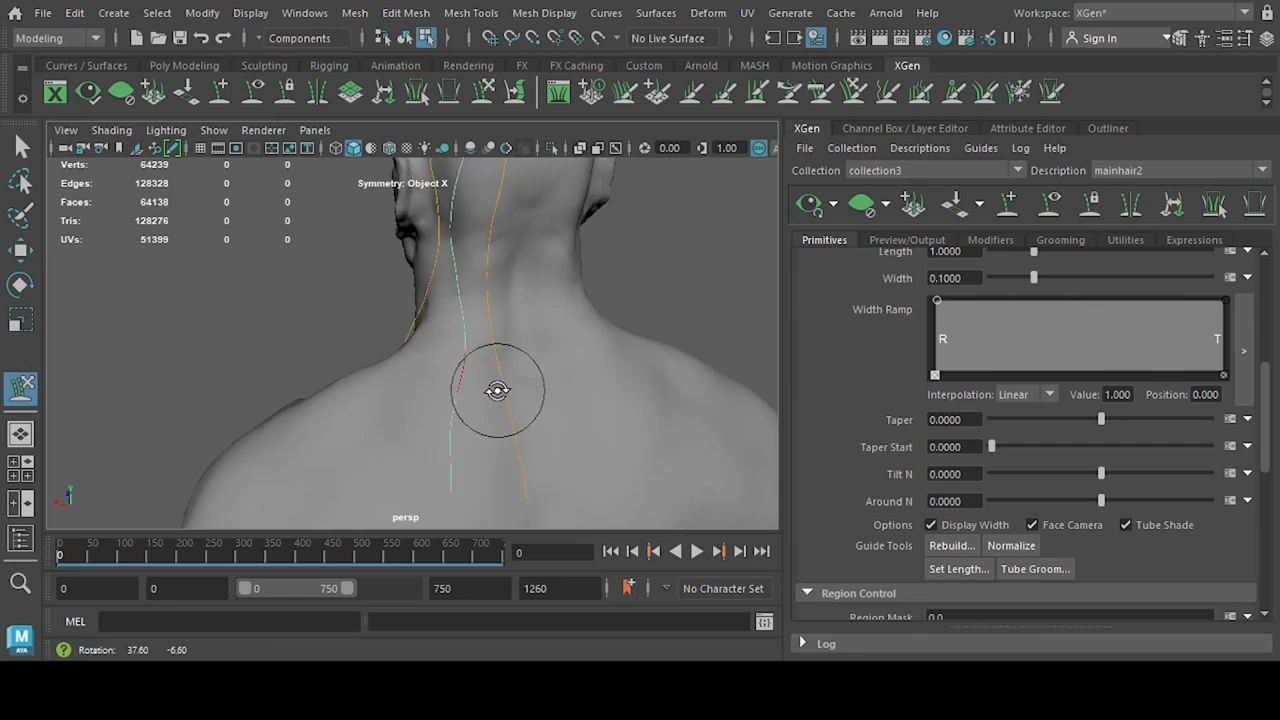 File Edit Create Select Modify Display Windows Mesh Edit Mesh Mesh Tools Mesh Display Curves Surfaces Deform UV Generate Cache Arnold Help Workspace: XGen*
Modeling Components No Live Surface Sign In
Curves / Surfaces Poly Modeling Sculpting Rigging Animation Rendering FX FX Caching Custom Arnold MASH Motion Graphics XGen
View Shading Lighting Show Renderer Panels
0.00 1.00
Verts: 64239 0 0
Edges: 128328 0 0
Faces: 64138 0 0
Tris: 128276 0 0
UVs: 51399 0 0
Symmetry: Object X
persp
XGen Channel Box / Layer Editor Attribute Editor Outliner
File Collection Descriptions Guides Log Help
Collection collection3 Description mainhair2
Primitives Preview/Output Modifiers Grooming Utilities Expressions
Length 1.0000
Width 0.1000
Width Ramp
R T
Interpolation: Linear Value: 1.000 Position: 0.000
Taper 0.0000
Taper Start 0.0000
Tilt N 0.0000
Around N 0.0000
Options Display Width Face Camera Tube Shade
Guide Tools Rebuild... Normalize
Set Length... Tube Groom...
Region Control
Region Mask 0.0
Log
0 50 100 150 200 250 300 350 400 450 500 550 600 650 700
0 0
0 0 0 750 750 1260 No Character Set
MEL
Rotation: 37.60 -6.60